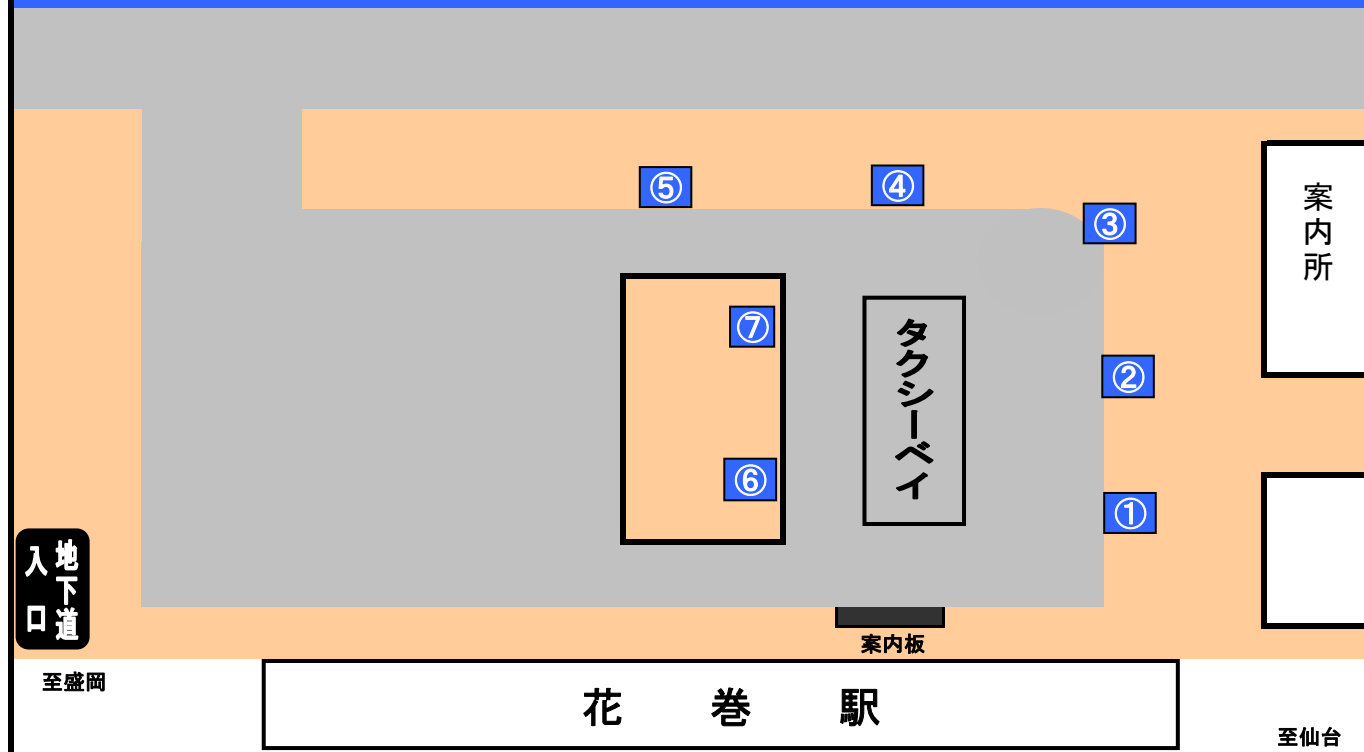 ⑤
④
③
案内所
⑦
タクシーベイ
②
⑥
①
地下道
入口
案内板
至盛岡
花巻駅
至仙台